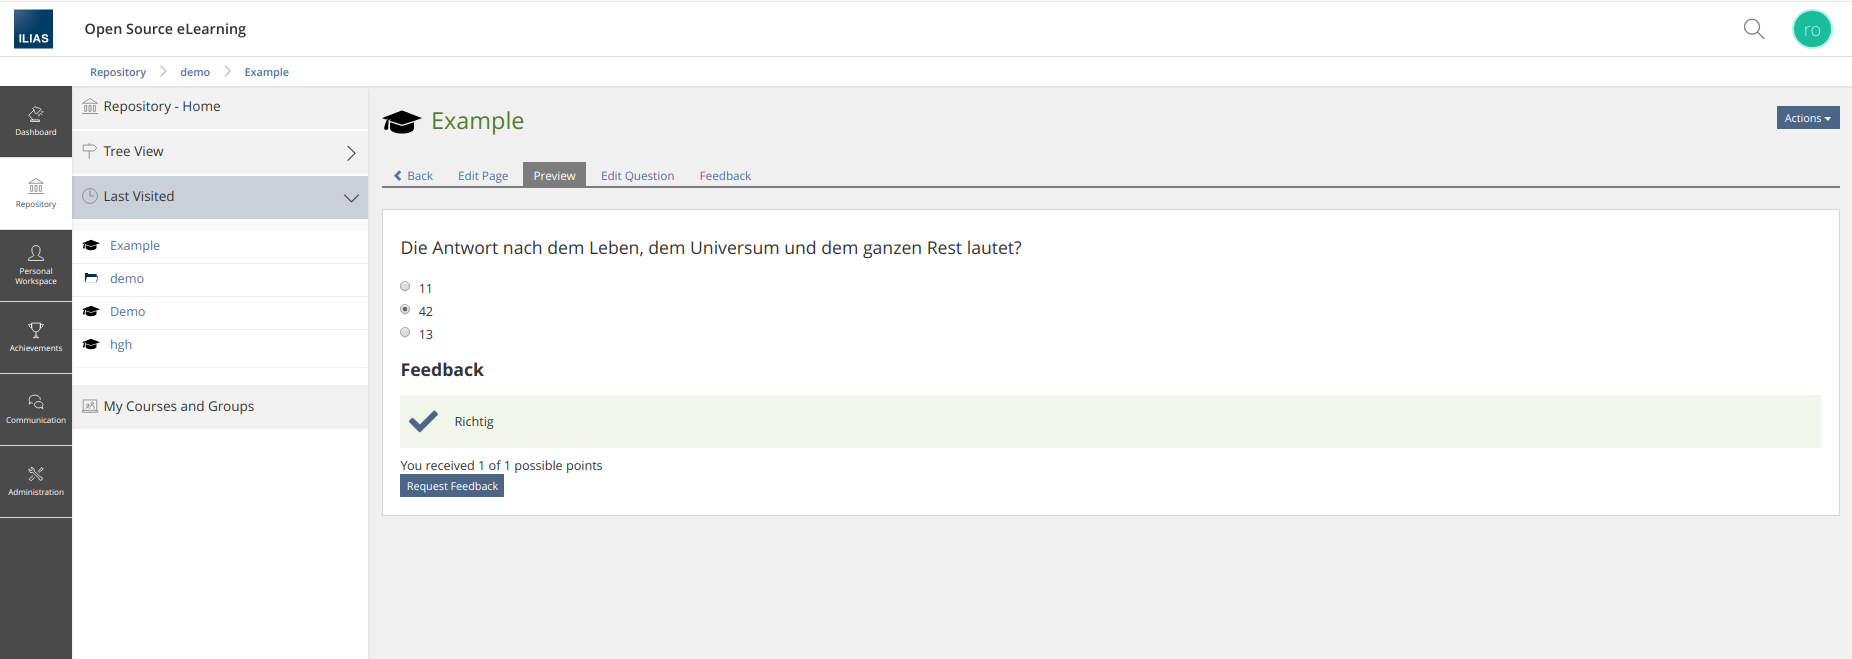 ILIAS
Open Source eLearning
ro
Repository demo Example
Dashboard
Repository
Personal
Workspace
Achievements
Communication
Administration
Repository - Home
Tree View
Last Visited
Example
demo
Demo
hgh
My Courses and Groups
Example
Actions
Back Edit Page Preview Edit Question Feedback
Die Antwort nach dem Leben, dem Universum und dem ganzen Rest lautet?
11
42
13
Feedback
Richtig
You received 1 of 1 possible points
Request Feedback